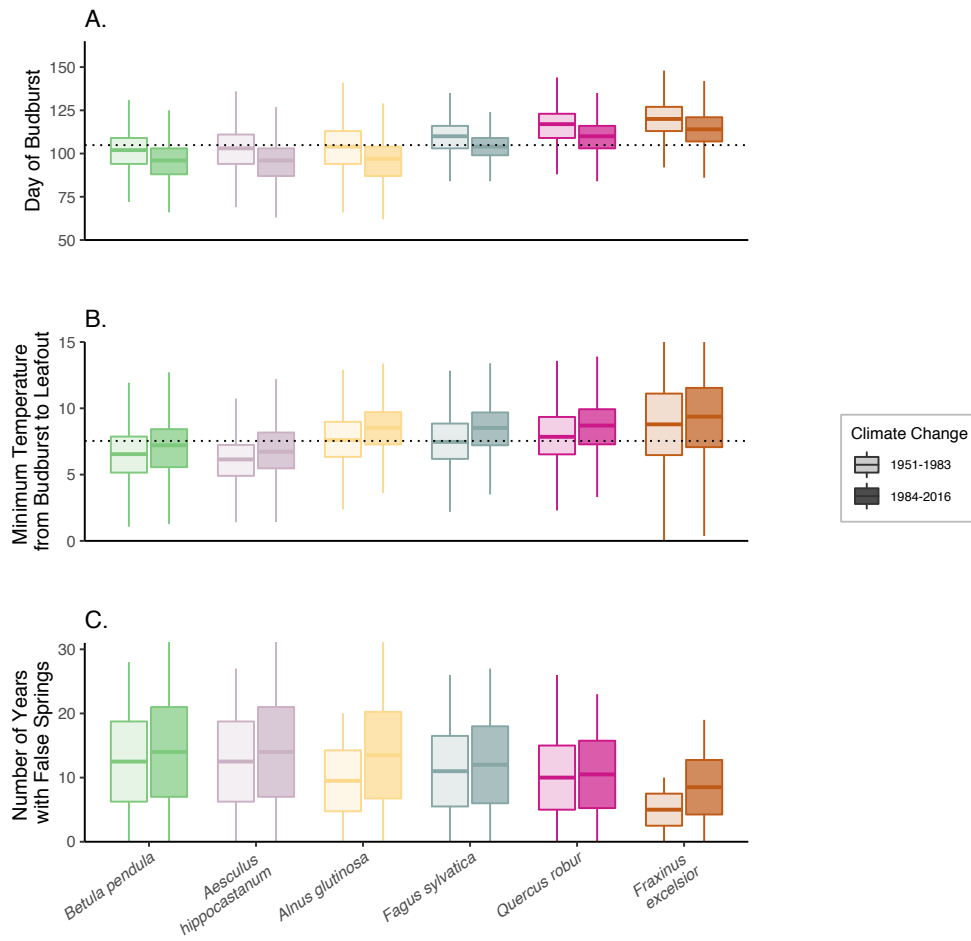 A.
Day of Budburst
150
125
100
75
50
B.
Minimum Temperature
from Budburst to Leafout
15
10
5
0
Climate Change
1951-1983
1984-2016
C.
Number of Years
with False Springs
30
20
10
0
Betula pendula
Aesculus
hippocastanum
Alnus glutinosa
Fagus sylvatica
Quercus robur
Fraxinus
excelsior